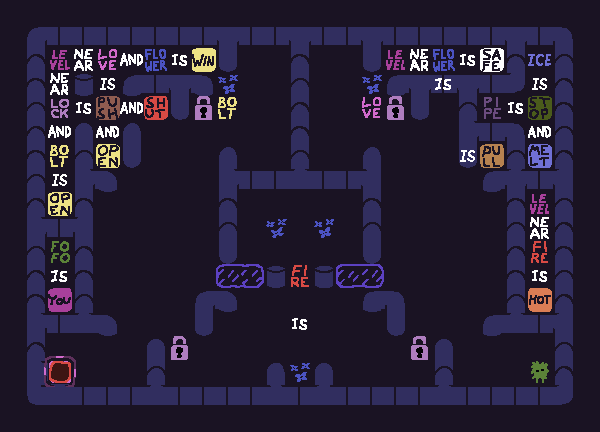 LEVEL NEAR LOVE AND FLOWER IS WIN LEVEL NEAR FLOWER IS SAFE ICE
NEAR IS IS IS
LOCK IS PUSH AND SHUT BOLT LOVE PIPE IS STOP
AND AND AND
BOLT OPEN IS PULL MELT
IS
OPEN LEVEL
NEAR
FOFO FIRE
IS FIRE IS
YOU HOT
IS